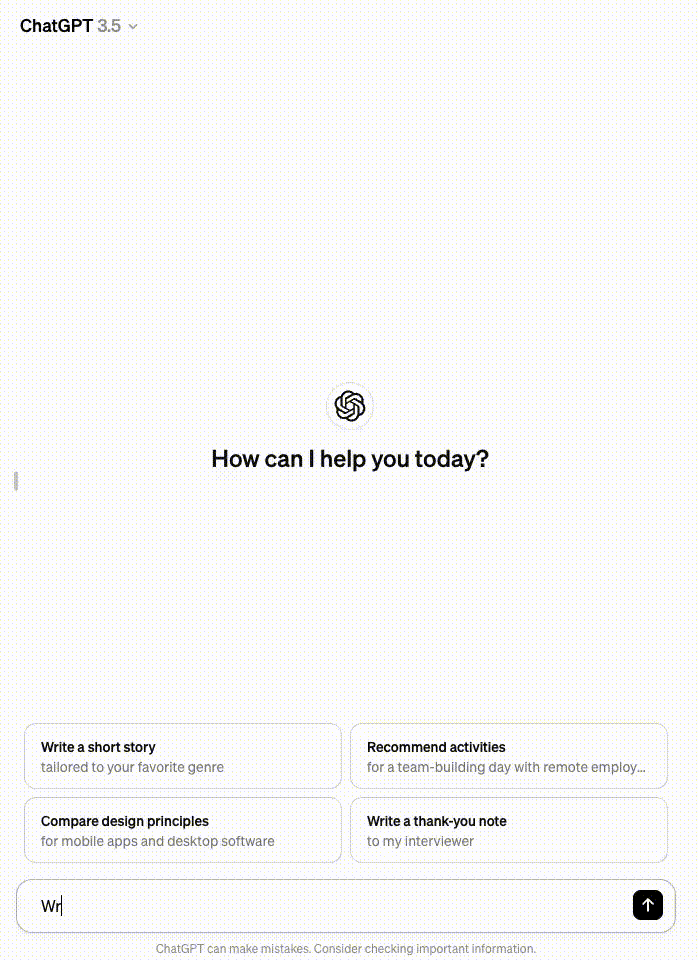 ChatGPT 3.5
How can I help you today?
Write a short story
tailored to your favorite genre
Recommend activities
for a team-building day with remote employ...
Compare design principles
for mobile apps and desktop software
Write a thank-you note
to my interviewer
Wr
ChatGPT can make mistakes. Consider checking important information.